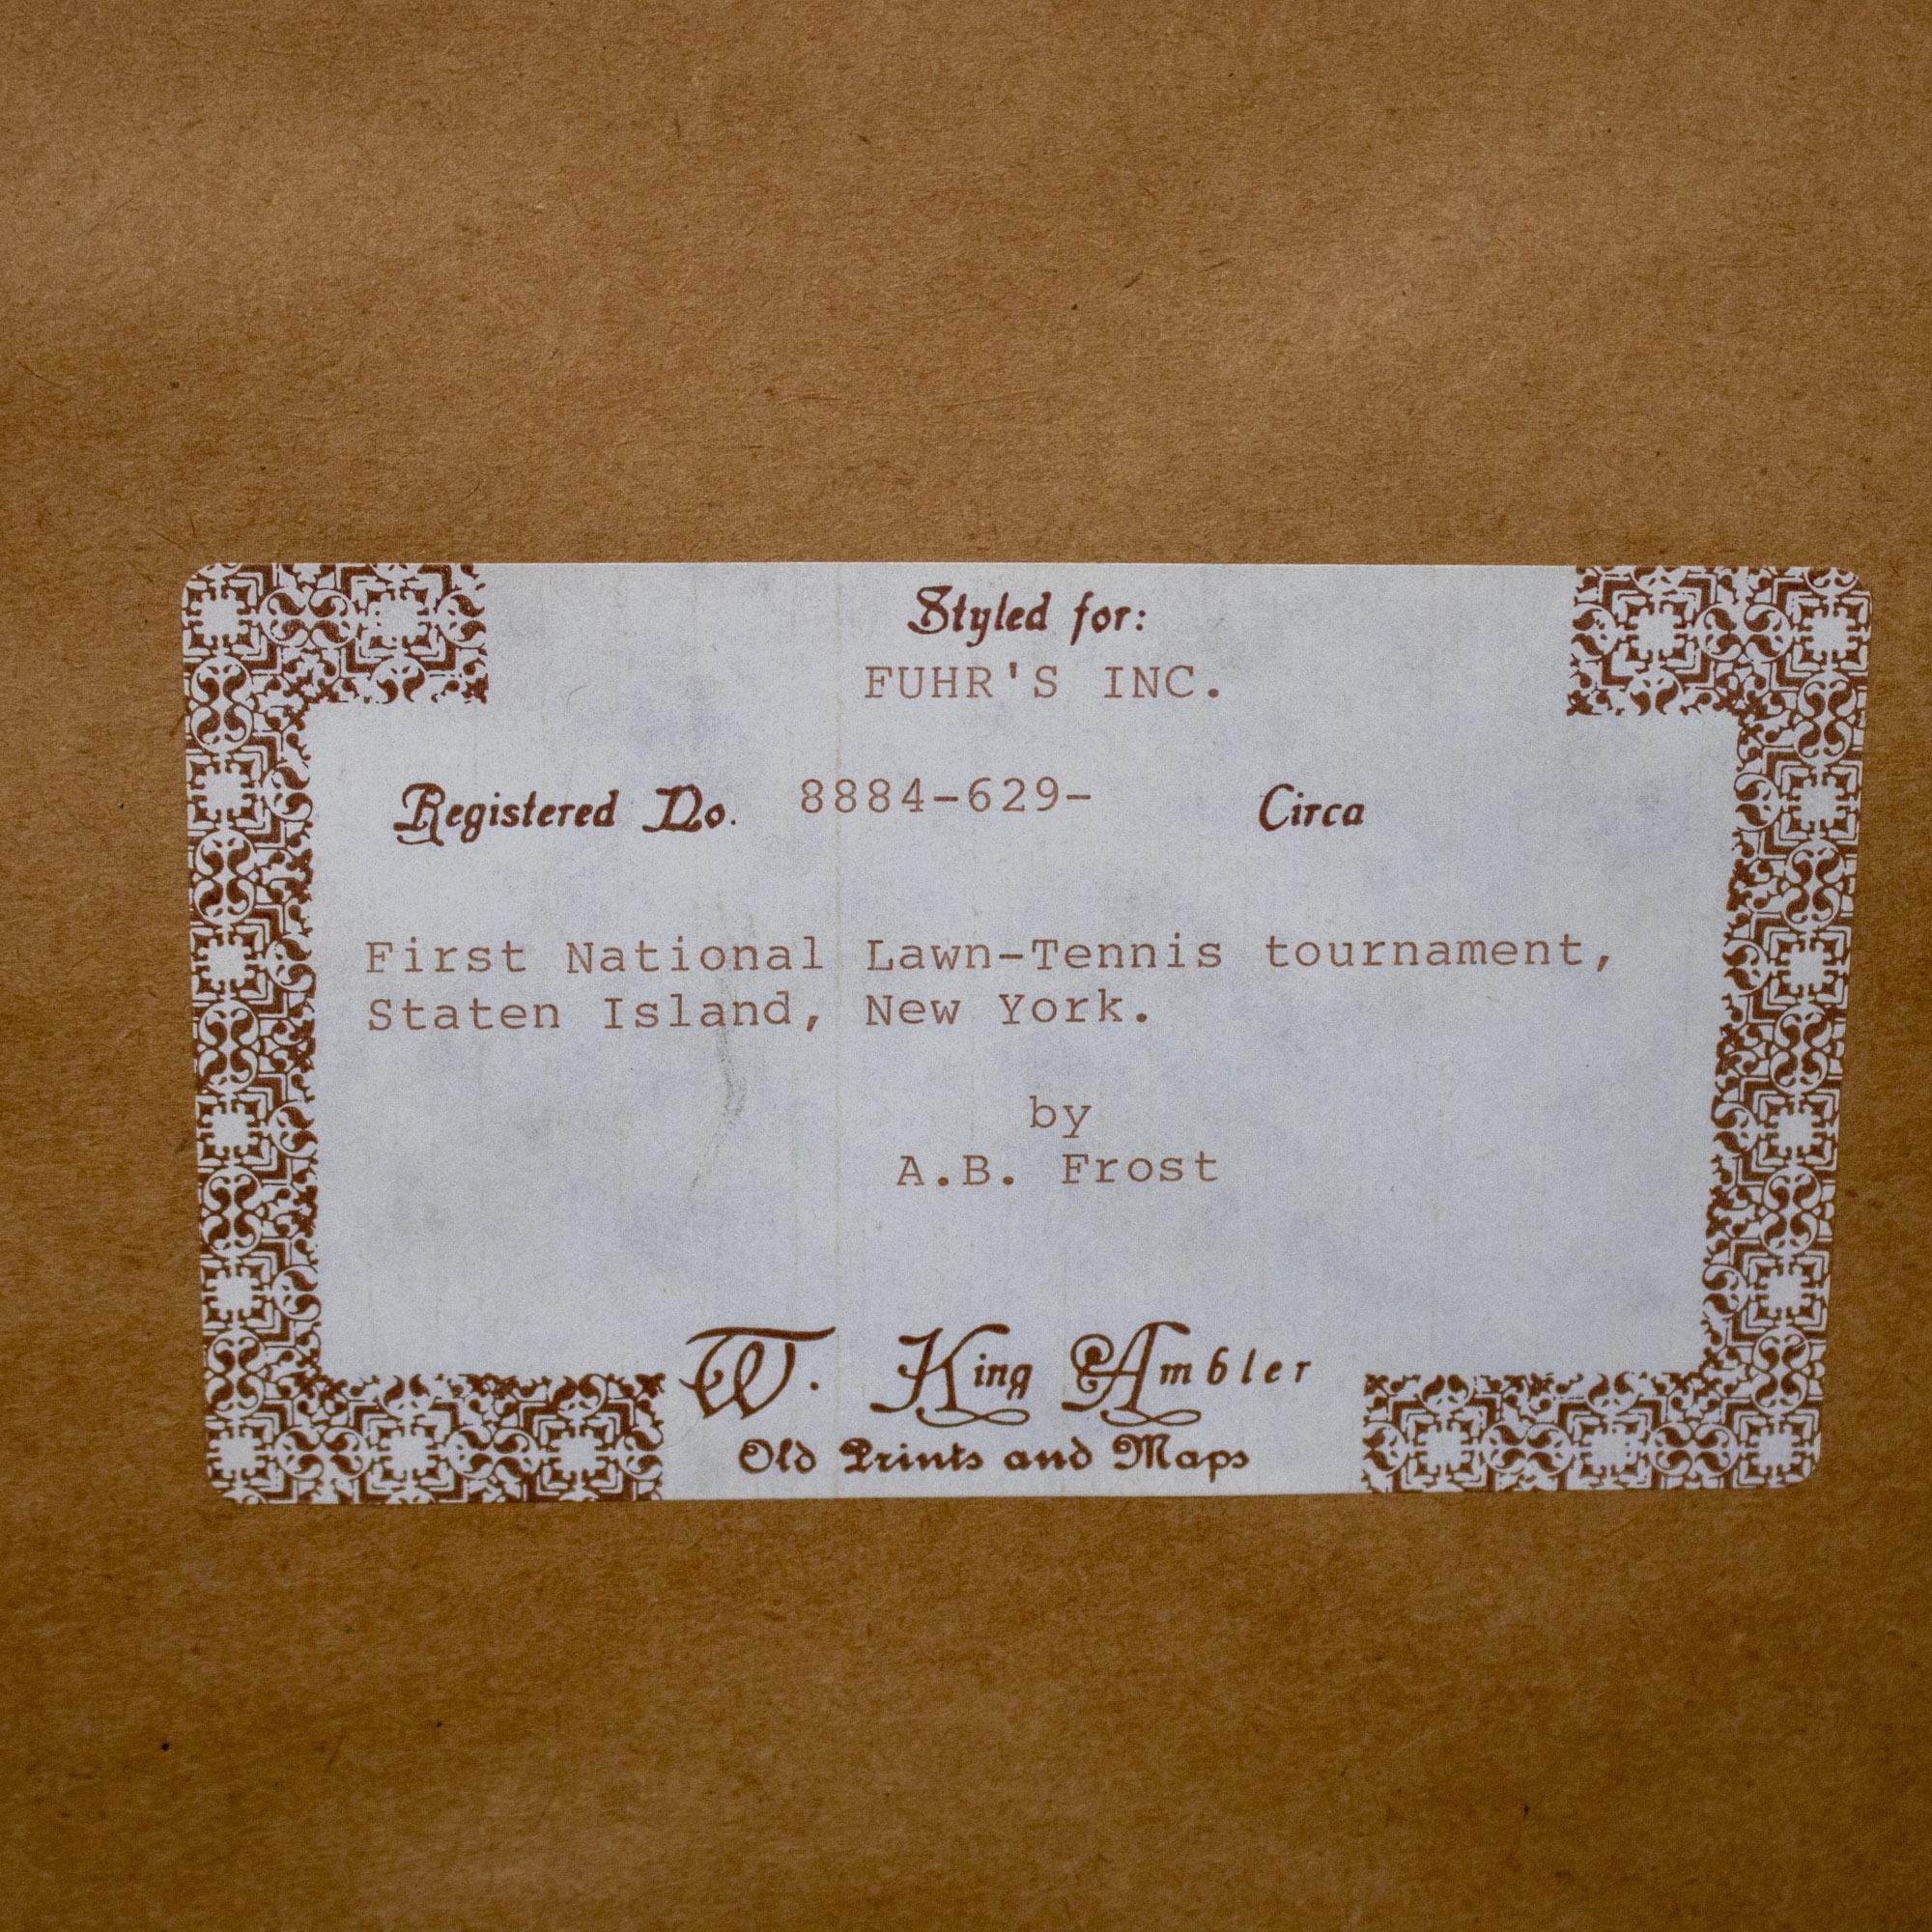 Styled for:
FUHR'S INC.
Registered No. 8884-629- Circa
First National Lawn-Tennis tournament,
Staten Island, New York.
by
A.B. Frost
W. King Ambler
Old Prints and Maps